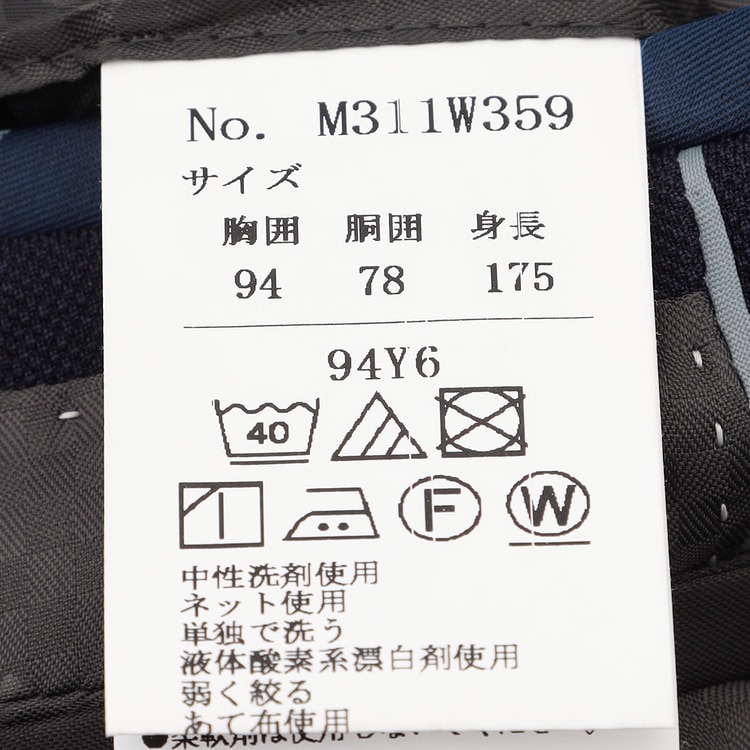 No. M311W359
サイズ
胸囲 胴囲 身長
94 78 175
94Y6
40
F W
中性洗剤使用
ネット使用
単独で洗う
液体酸素系漂白剤使用
弱く絞る
あて布使用